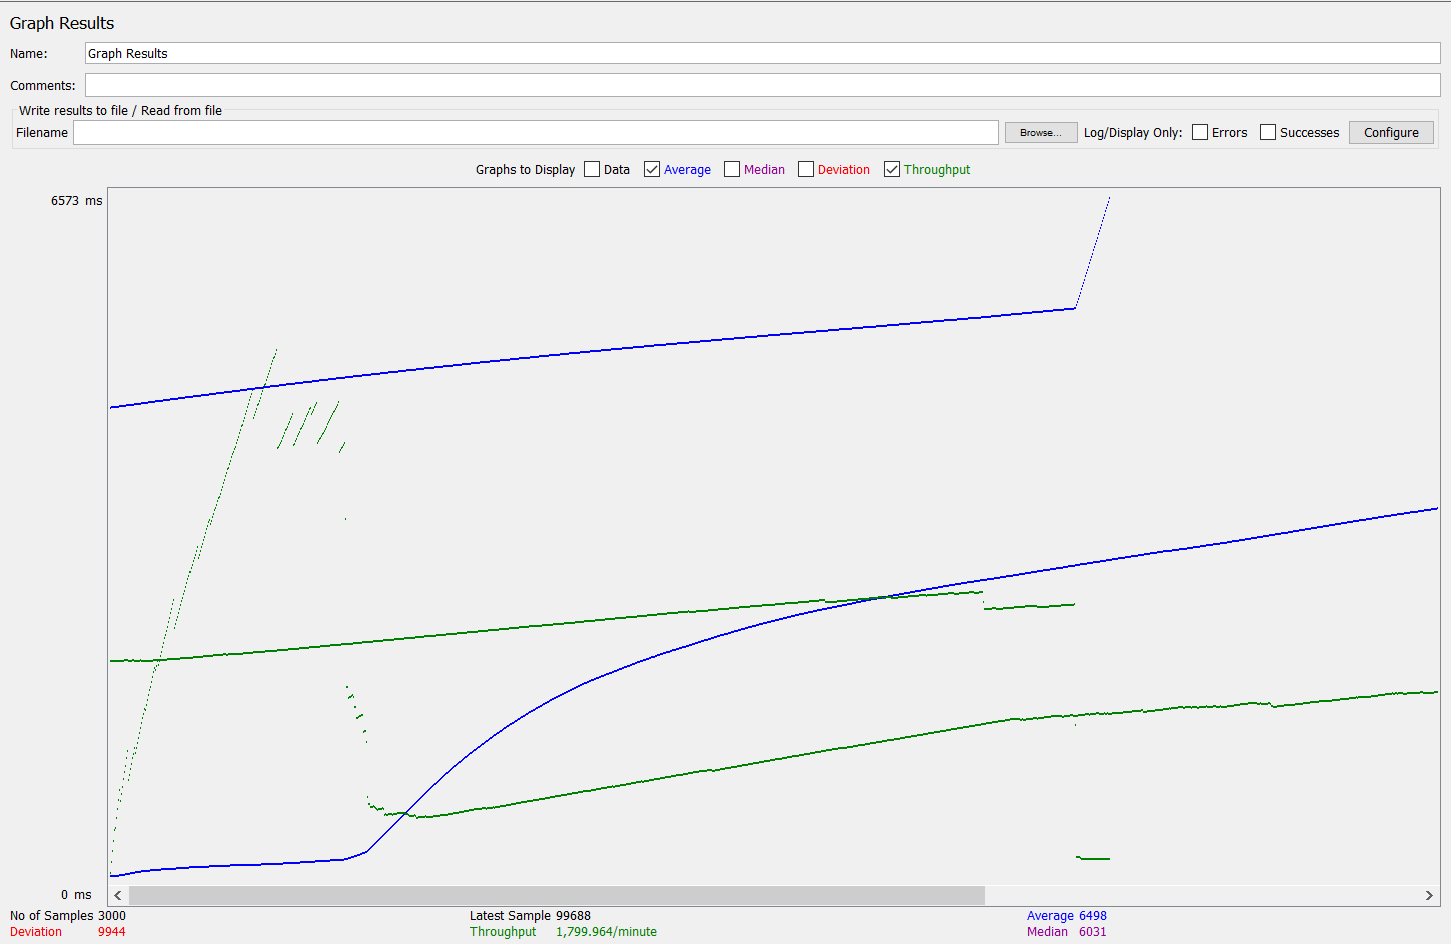 Graph Results
Name: Graph Results
Comments:
Write results to file / Read from file
Filename Browse... Log/Display Only: Errors Successes Configure
Graphs to Display Data Average Median Deviation Throughput
6573 ms
0 ms
No of Samples 3000 Latest Sample 99688 Average 6498
Deviation 9944 Throughput 1,799.964/minute Median 6031